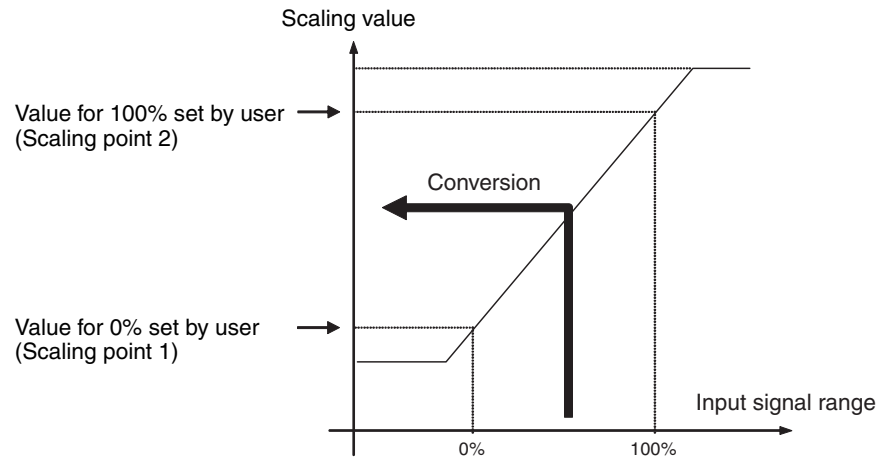 Scaling value
Value for 100% set by user
(Scaling point 2)
Conversion
Value for 0% set by user
(Scaling point 1)
Input signal range
0%
100%